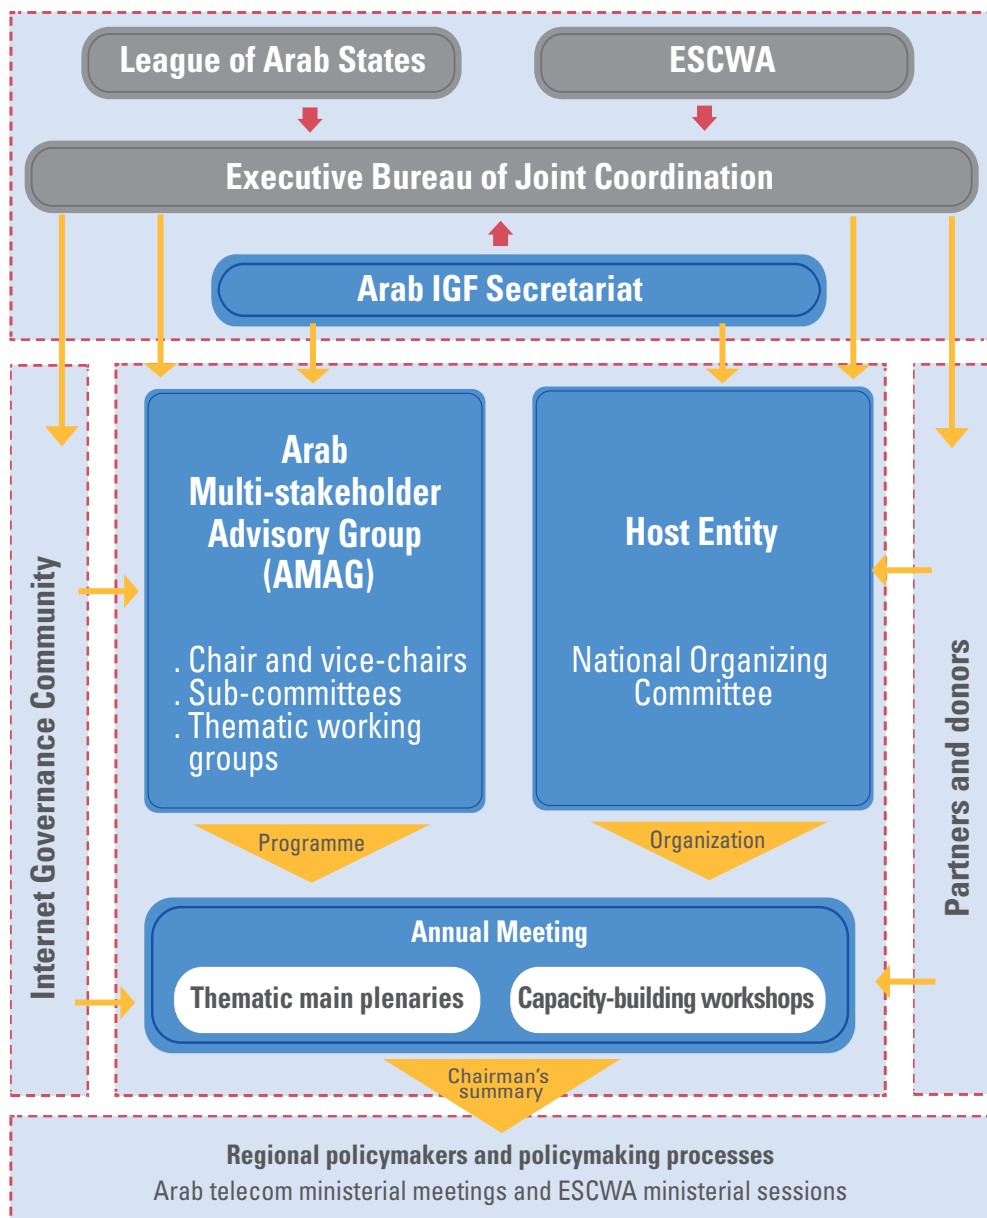 League of Arab States
ESCWA
Executive Bureau of Joint Coordination
Arab IGF Secretariat
Internet Governance Community
Arab
Multi-stakeholder
Advisory Group
(AMAG)
. Chair and vice-chairs
. Sub-committees
. Thematic working
groups
Host Entity
National Organizing
Committee
Partners and donors
Programme
Organization
Annual Meeting
Thematic main plenaries
Capacity-building workshops
Chairman's
summary
Regional policymakers and policymaking processes
Arab telecom ministerial meetings and ESCWA ministerial sessions